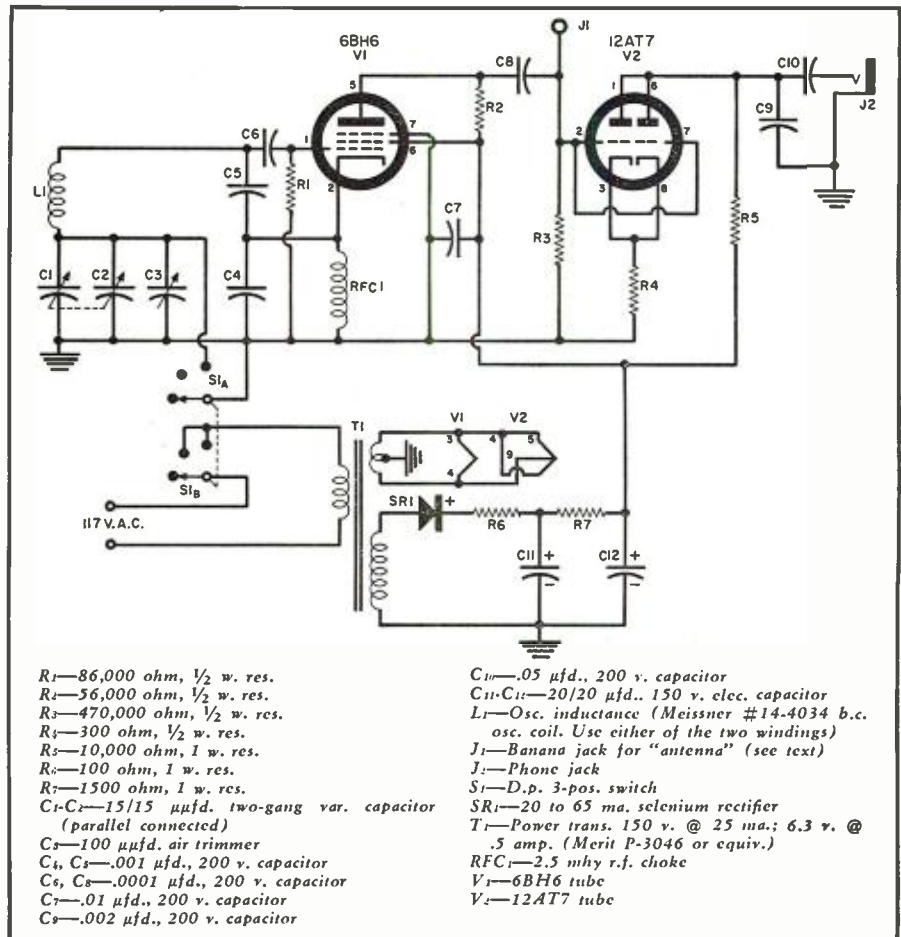 J1
6BH6
V1
12AT7
V2
C8
C10
5
1
6
V
J2
R2
C9
C6
7
6
1
2
7
C5
R1
2
3
8
L1
C7
R3
R5
C1
C2
C3
C4
RFC1
R4
S1A
T1
V1
V2
3
4
5
9
4
S1B
SR1
+
R6
R7
117 V.A.C.
C11
+
-
C12
+
-
R1—86,000 ohm, ½ w. res.
R2—56,000 ohm, ½ w. res.
R3—470,000 ohm, ½ w. res.
R4—300 ohm, ½ w. res.
R5—10,000 ohm, 1 w. res.
R6—100 ohm, 1 w. res.
R7—1500 ohm, 1 w. res.
C1-C2—15/15 μμfd. two-gang var. capacitor
(parallel connected)
C3—100 μμfd. air trimmer
C4, C5—.001 μfd., 200 v. capacitor
C6, C8—.0001 μfd., 200 v. capacitor
C7—.01 μfd., 200 v. capacitor
C9—.002 μfd., 200 v. capacitor
C10—.05 μfd., 200 v. capacitor
C11-C12—20/20 μfd.. 150 v. elec. capacitor
L1—Osc. inductance (Meissner #14-4034 b.c.
osc. coil. Use either of the two windings)
J1—Banana jack for "antenna" (see text)
J2—Phone jack
S1—D.p. 3-pos. switch
SR1—20 to 65 ma. selenium rectifier
T1—Power trans. 150 v. @ 25 ma.; 6.3 v. @
.5 amp. (Merit P-3046 or equiv.)
RFC1—2.5 mhy r.f. choke
V1—6BH6 tube
V2—12AT7 tube